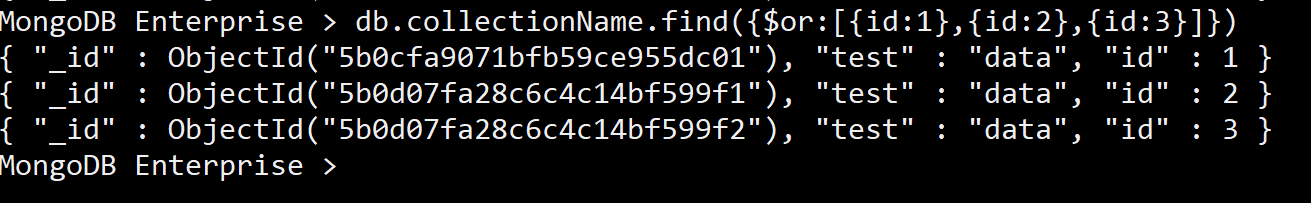 MongoDB Enterprise > db.collectionName.find({$or:[{id:1},{id:2},{id:3}]})
{ "_id" : ObjectId("5b0cfa9071bfb59ce955dc01"), "test" : "data", "id" : 1 }
{ "_id" : ObjectId("5b0d07fa28c6c4c14bf599f1"), "test" : "data", "id" : 2 }
{ "_id" : ObjectId("5b0d07fa28c6c4c14bf599f2"), "test" : "data", "id" : 3 }
MongoDB Enterprise >